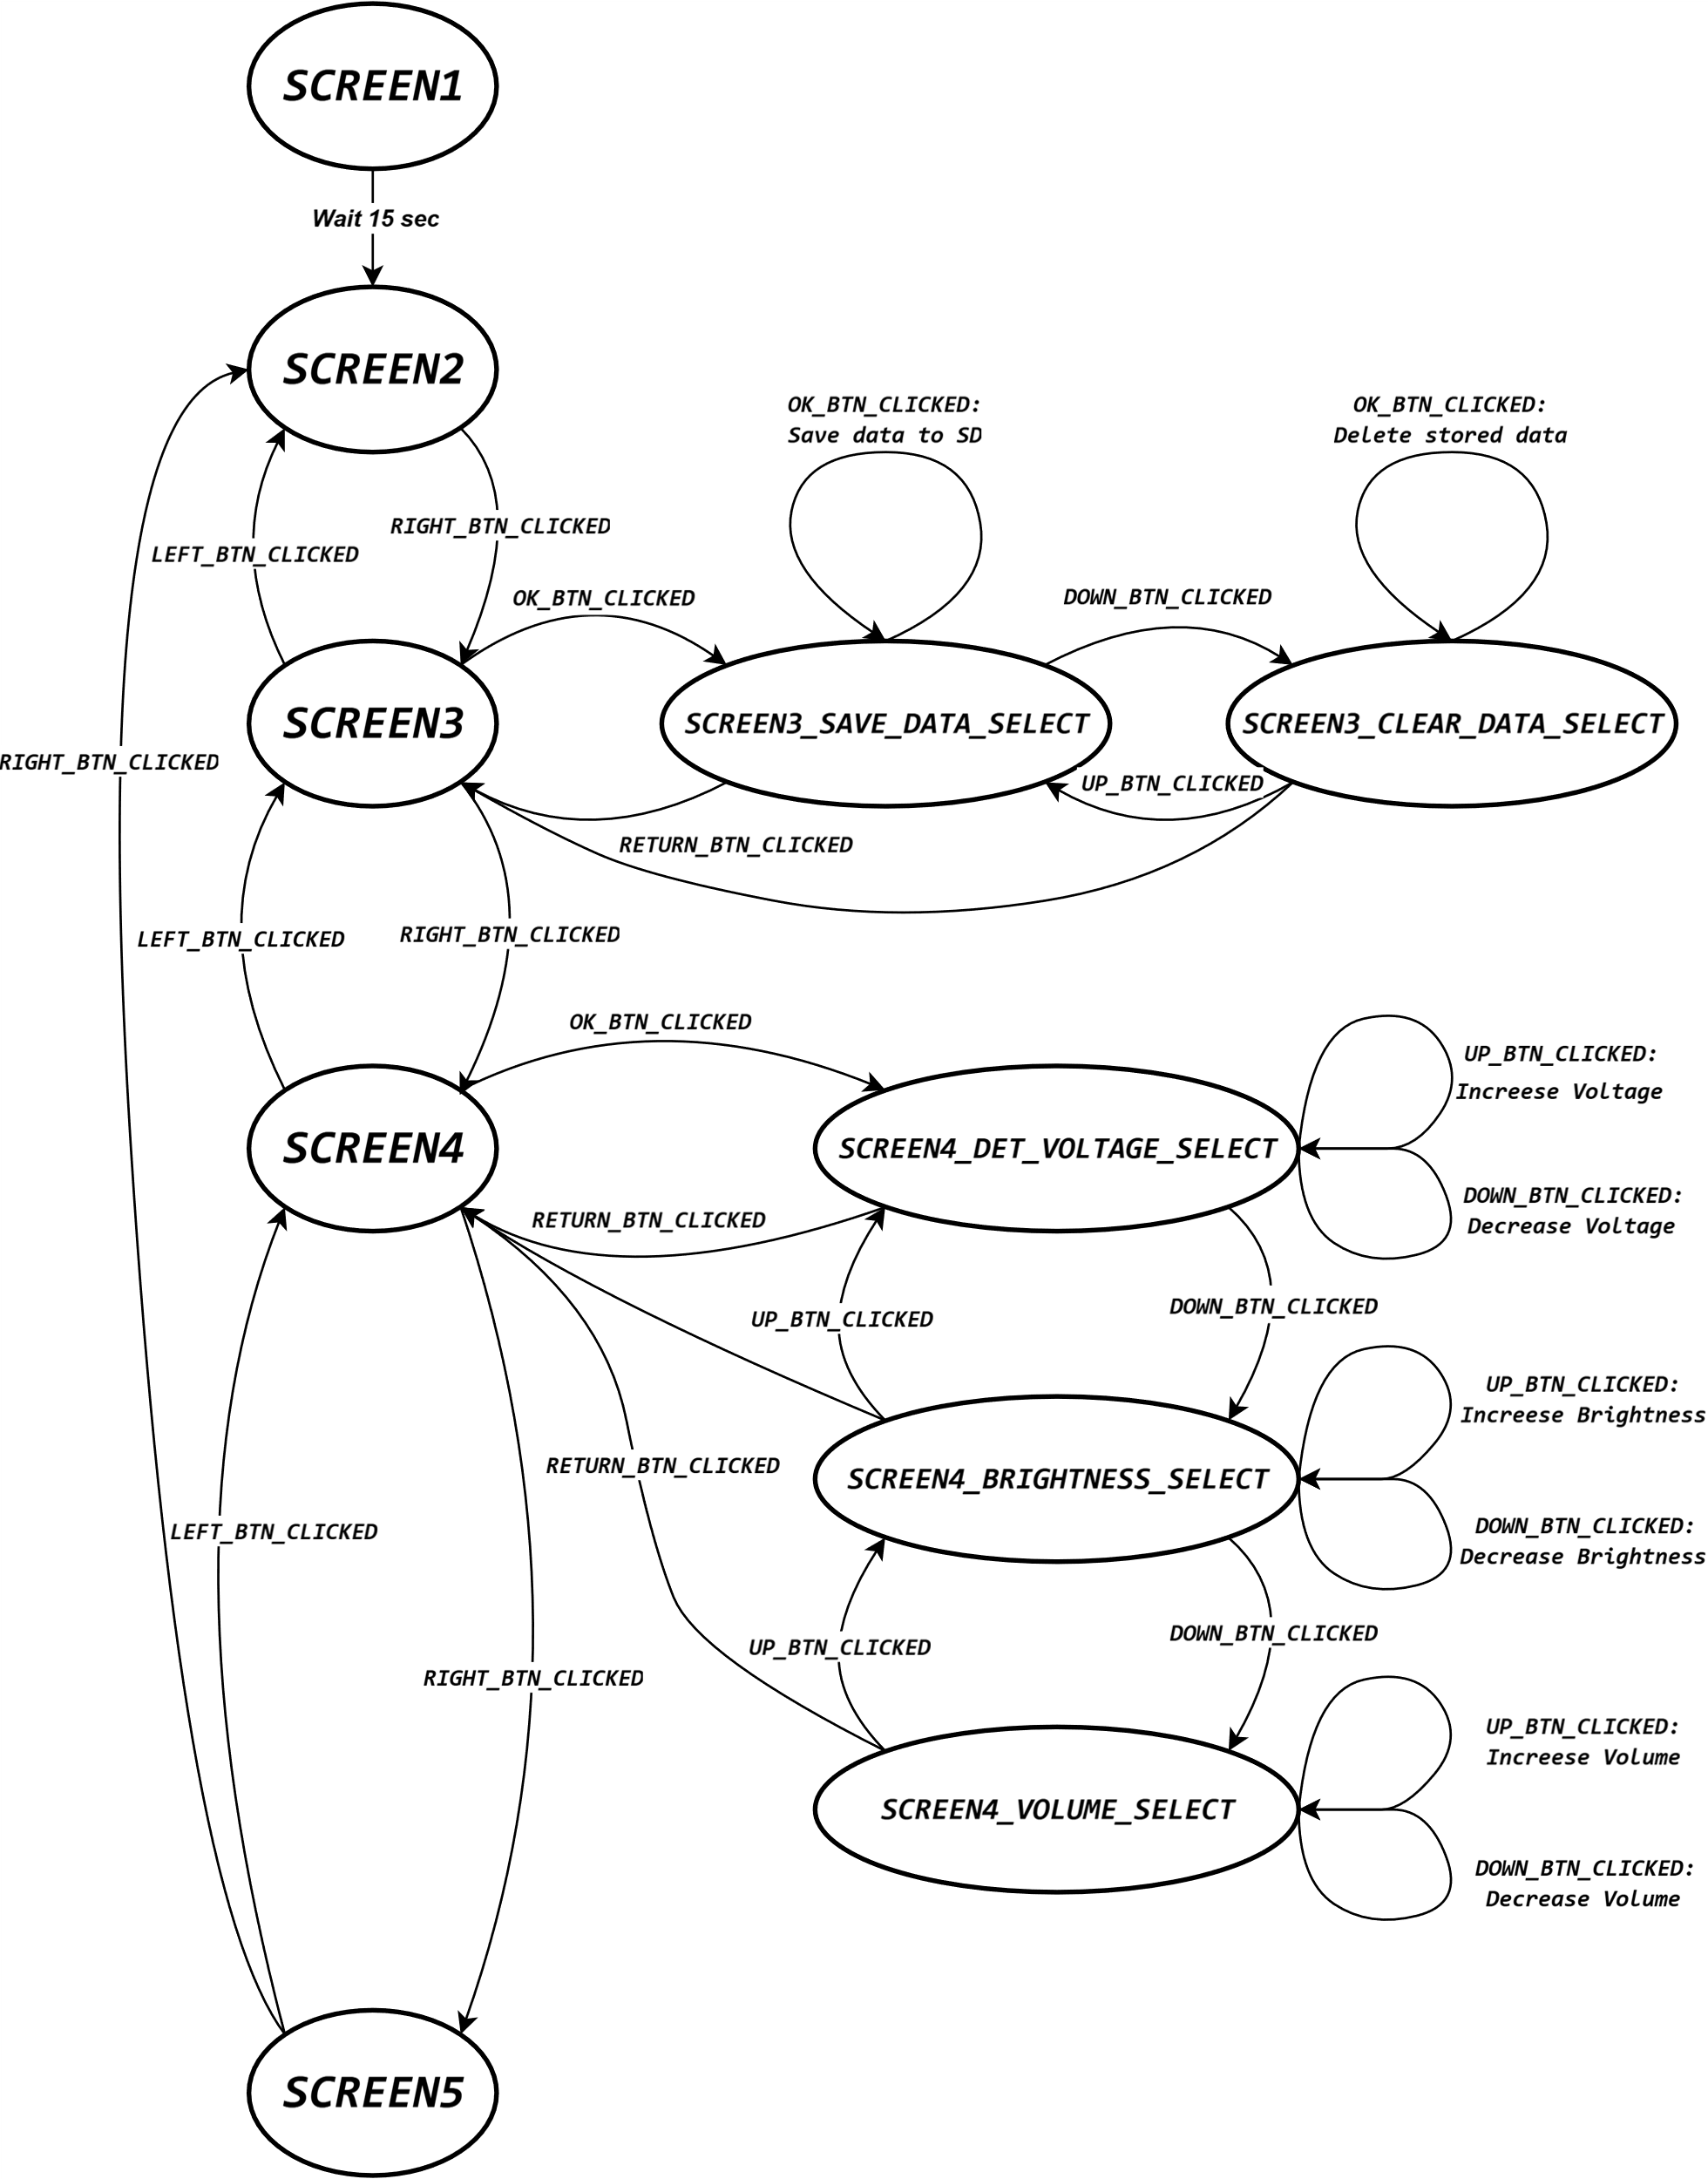 SCREEN1
Wait 15 sec
SCREEN2
OK_BTN_CLICKED:
Save data to SD
OK_BTN_CLICKED:
Delete stored data
RIGHT_BTN_CLICKED
LEFT_BTN_CLICKED
OK_BTN_CLICKED
DOWN_BTN_CLICKED
SCREEN3
SCREEN3_SAVE_DATA_SELECT
SCREEN3_CLEAR_DATA_SELECT
RIGHT_BTN_CLICKED
UP_BTN_CLICKED
RETURN_BTN_CLICKED
LEFT_BTN_CLICKED
RIGHT_BTN_CLICKED
OK_BTN_CLICKED
UP_BTN_CLICKED:
Increese Voltage
SCREEN4
SCREEN4_DET_VOLTAGE_SELECT
DOWN_BTN_CLICKED:
Decrease Voltage
RETURN_BTN_CLICKED
UP_BTN_CLICKED
DOWN_BTN_CLICKED
UP_BTN_CLICKED:
Increese Brightness
RETURN_BTN_CLICKED
SCREEN4_BRIGHTNESS_SELECT
LEFT_BTN_CLICKED
DOWN_BTN_CLICKED:
Decrease Brightness
UP_BTN_CLICKED
DOWN_BTN_CLICKED
RIGHT_BTN_CLICKED
UP_BTN_CLICKED:
Increese Volume
SCREEN4_VOLUME_SELECT
DOWN_BTN_CLICKED:
Decrease Volume
SCREEN5